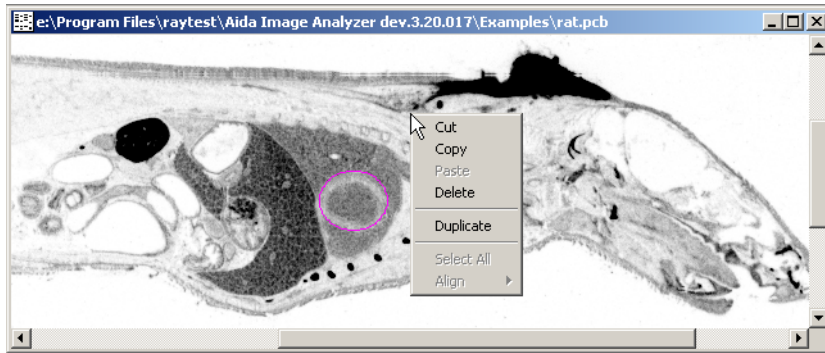 e:\Program Files\raytest\Aida Image Analyzer dev.3.20.017\Examples\rat.pcb
Cut
Copy
Paste
Delete
Duplicate
Select All
Align